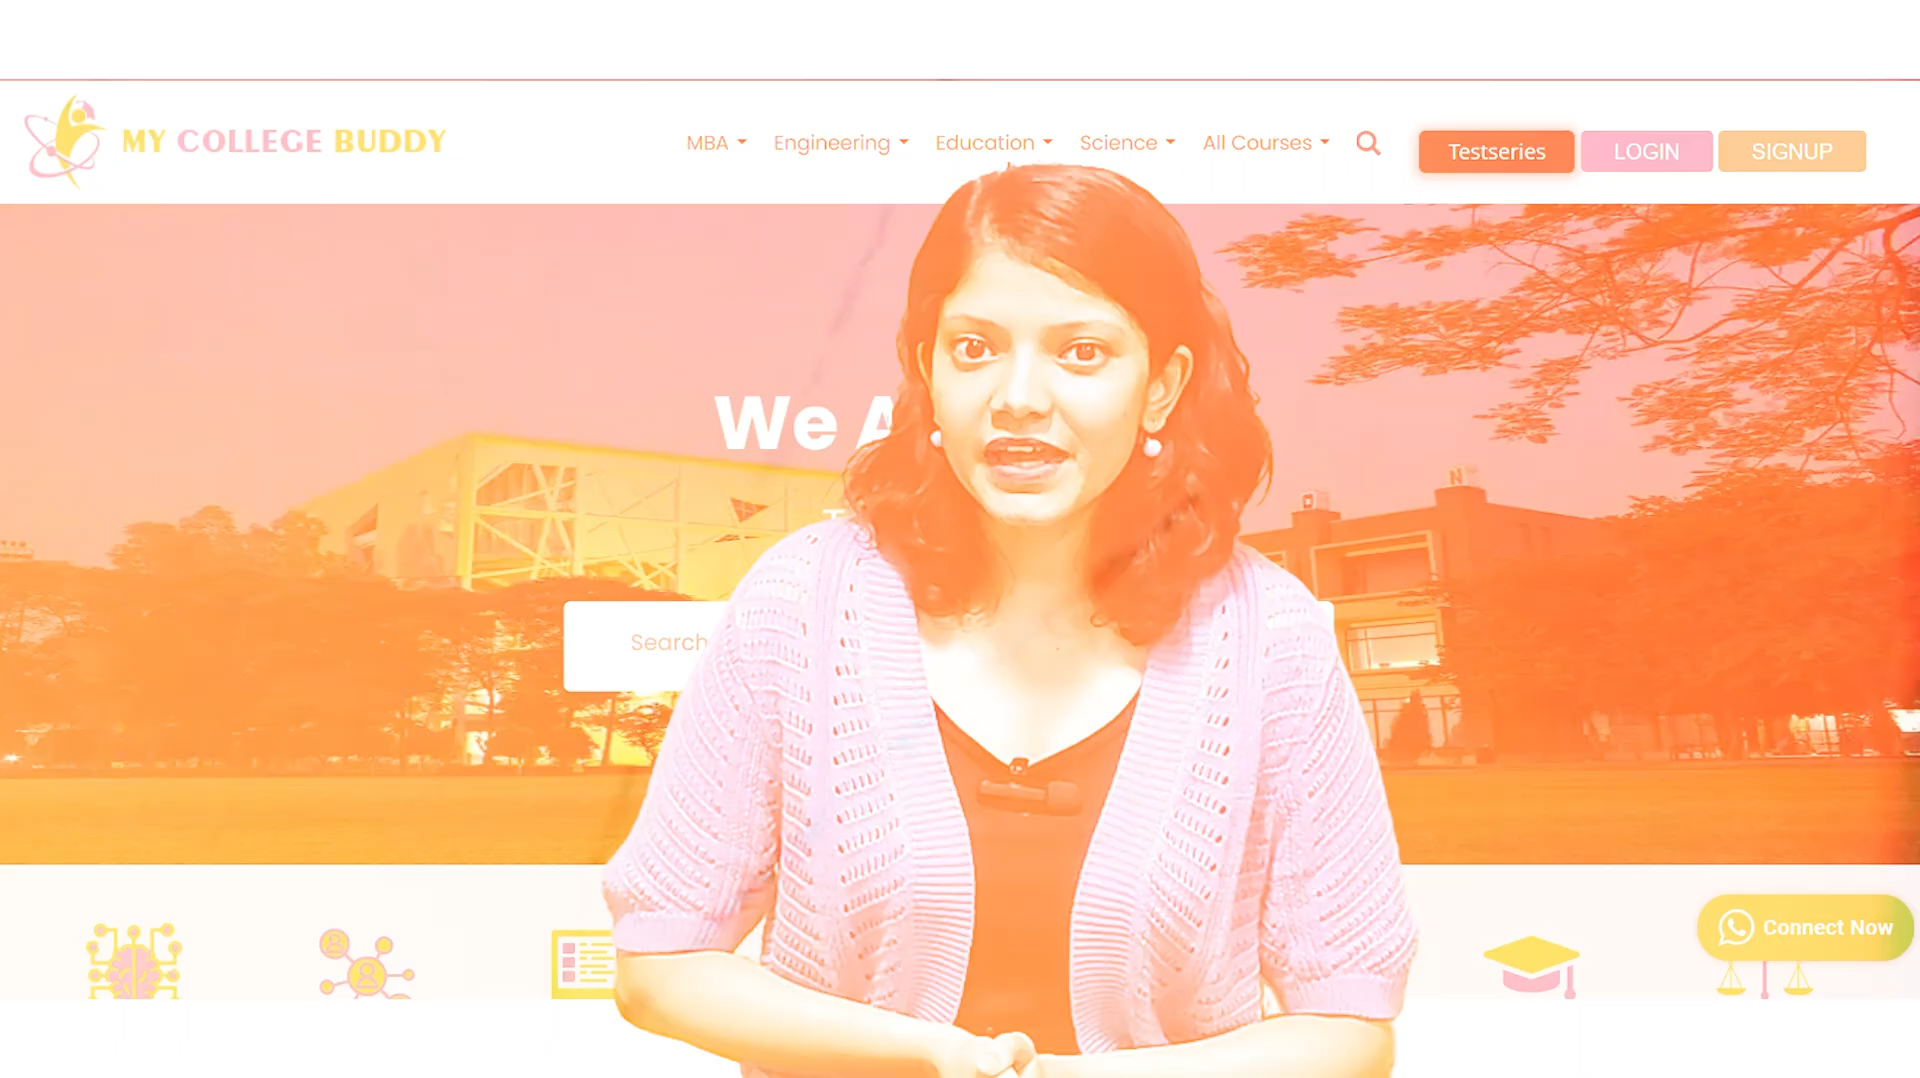 MY COLLEGE BUDDY
MBA Engineering Education Science All Courses Testseries LOGIN SIGNUP
We A
Search
Connect Now